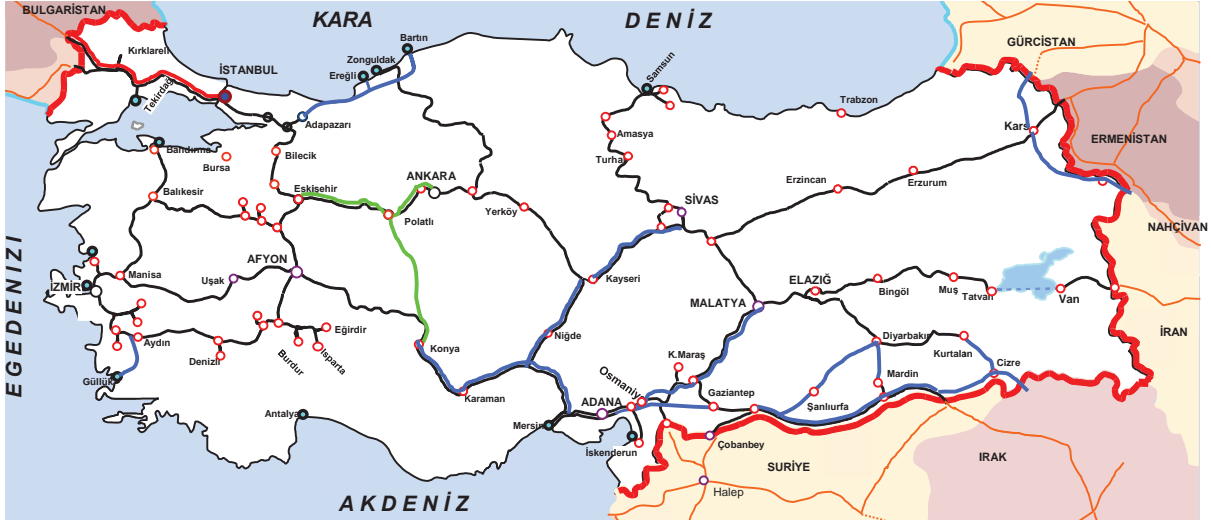 BULGARİSTAN
KARA
DENİZ
Kırklareli
İSTANBUL
Tekirdağ
Bartın
Zonguldak
Ereğli
Adapazarı
Samsun
GÜRCİSTAN
Trabzon
Kars
ERMENİSTAN
Amasya
Turha
Bandırma
Bursa
Bilecik
Balıkesir
Eskişehir
ANKARA
Polatlı
Yerköy
SİVAS
Erzincan
Erzurum
NAHÇİVAN
EGEDENİZİ
Manisa
İZMİR
Uşak
AFYON
Kayseri
MALATYA
ELAZIĞ
Bingöl
Muş
Tatvan
Van
İRAN
Aydın
Denizli
Burdur
Isparta
Eğirdir
Konya
Niğde
K.Maraş
Diyarbakır
Kurtalan
Cizre
Mardin
Güllük
Karaman
Osmaniy
Gaziantep
Şanlıurfa
Antalya
Mersin
ADANA
İskenderun
Çobanbey
SURİYE
IRAK
Halep
AKDENİZ